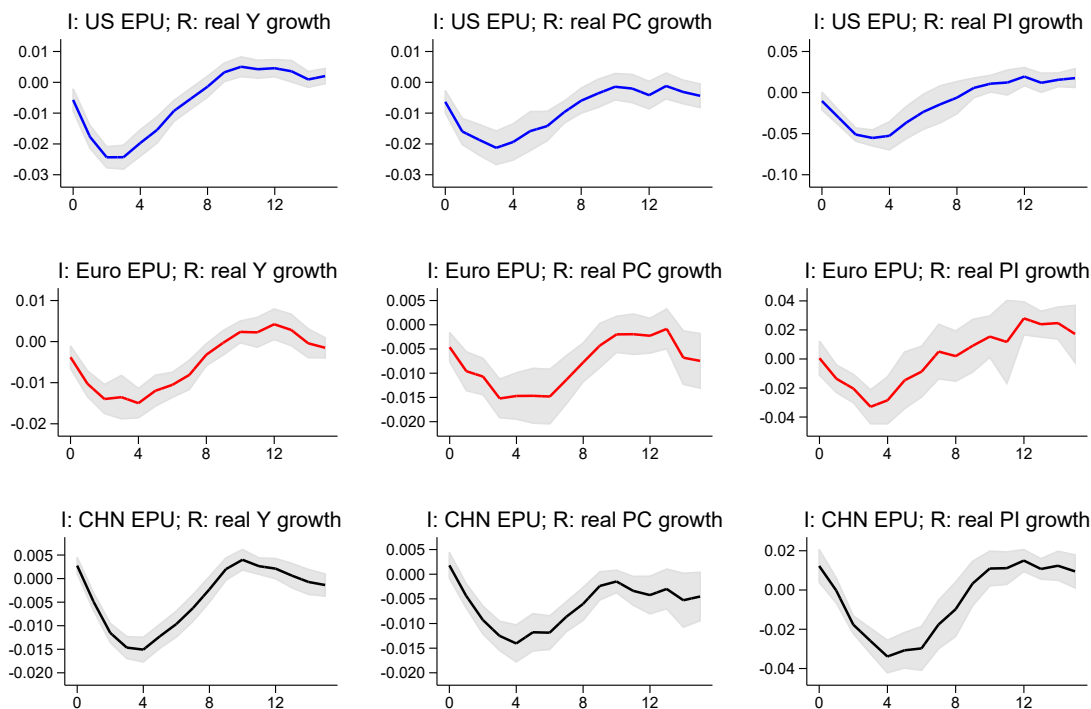 I: US EPU; R: real Y growth
0.01
0.00
-0.01
-0.02
-0.03
0 4 8 12
I: US EPU; R: real PC growth
0.01
0.00
-0.01
-0.02
-0.03
0 4 8 12
I: US EPU; R: real PI growth
0.05
0.00
-0.05
-0.10
0 4 8 12
I: Euro EPU; R: real Y growth
0.01
0.00
-0.01
-0.02
0 4 8 12
I: Euro EPU; R: real PC growth
0.005
0.000
-0.005
-0.010
-0.015
-0.020
0 4 8 12
I: Euro EPU; R: real PI growth
0.04
0.02
0.00
-0.02
-0.04
0 4 8 12
I: CHN EPU; R: real Y growth
0.005
0.000
-0.005
-0.010
-0.015
-0.020
0 4 8 12
I: CHN EPU; R: real PC growth
0.005
0.000
-0.005
-0.010
-0.015
-0.020
0 4 8 12
I: CHN EPU; R: real PI growth
0.02
0.00
-0.02
-0.04
0 4 8 12